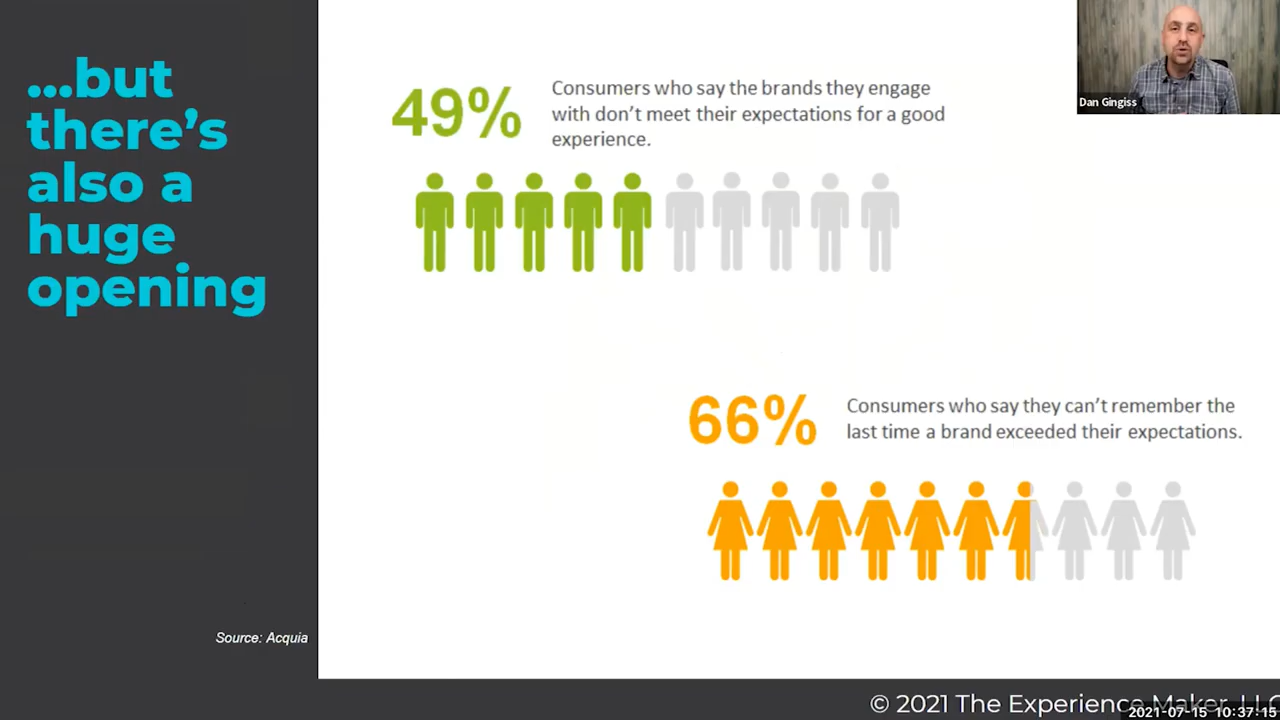 ...but
there's
also a
huge
opening
49%
Consumers who say the brands they engage
with don't meet their expectations for a good
experience.
66%
Consumers who say they can't remember the
last time a brand exceeded their expectations.
Source: Acquia
Dan Gingiss
© 2021 The Experience Maker, LLC
2021-07-15 10:37:15